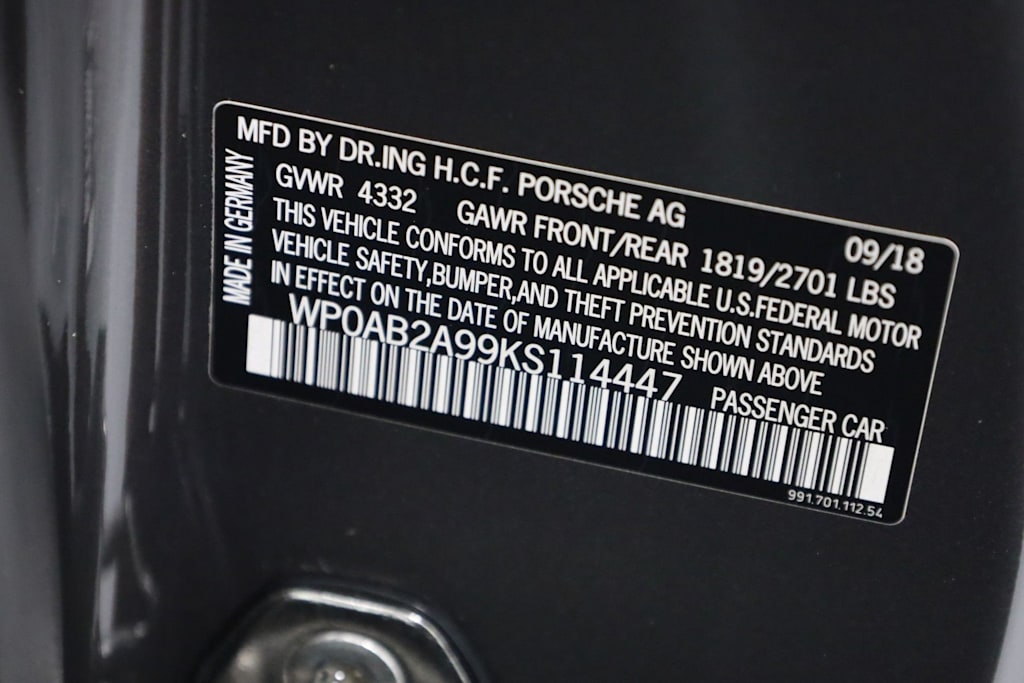 MFD BY DR.ING H.C.F. PORSCHE AG
09/18
GVWR 4332 GAWR FRONT/REAR 1819/2701 LBS
THIS VEHICLE CONFORMS TO ALL APPLICABLE U.S.FEDERAL MOTOR
VEHICLE SAFETY,BUMPER,AND THEFT PREVENTION STANDARDS
IN EFFECT ON THE DATE OF MANUFACTURE SHOWN ABOVE
WP0AB2A99KS114447 PASSENGER CAR
991.701.112.54
MADE IN GERMANY